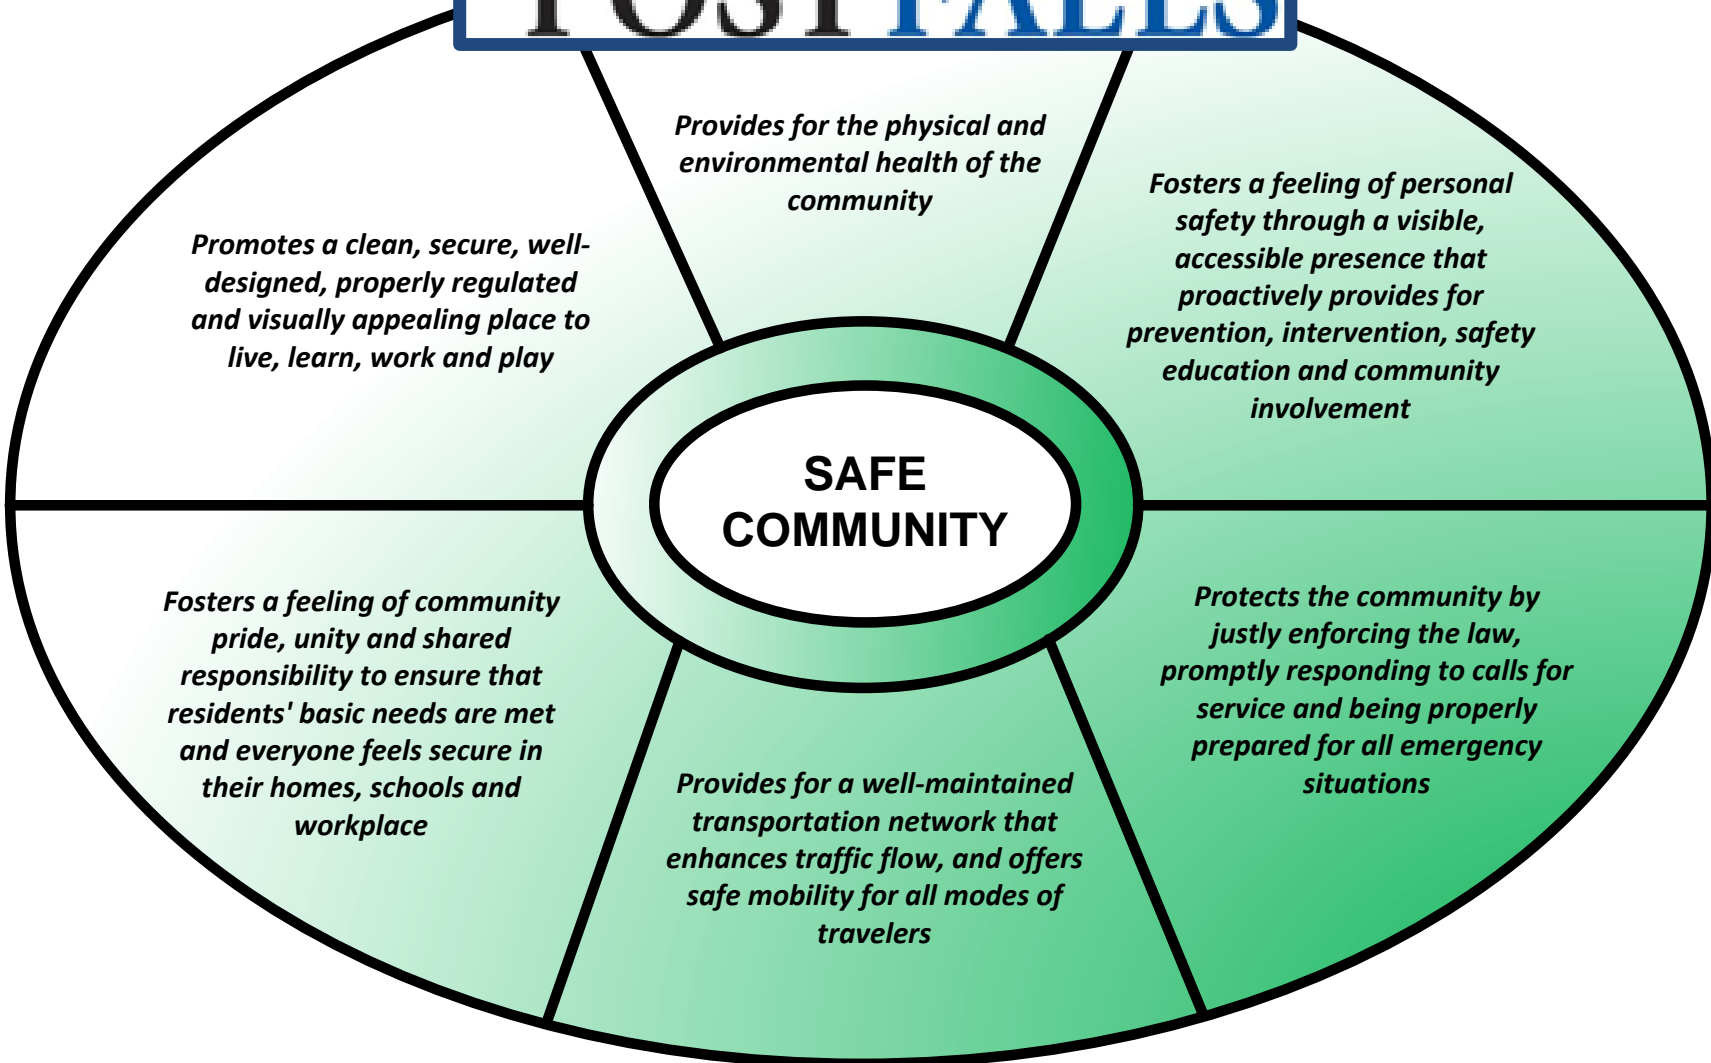 POST FALLS
Provides for the physical and
environmental health of the
community
Fosters a feeling of personal
safety through a visible,
accessible presence that
proactively provides for
prevention, intervention, safety
education and community
involvement
Promotes a clean, secure, well-
designed, properly regulated
and visually appealing place to
live, learn, work and play
SAFE
COMMUNITY
Fosters a feeling of community
pride, unity and shared
responsibility to ensure that
residents' basic needs are met
and everyone feels secure in
their homes, schools and
workplace
Protects the community by
justly enforcing the law,
promptly responding to calls for
service and being properly
prepared for all emergency
situations
Provides for a well-maintained
transportation network that
enhances traffic flow, and offers
safe mobility for all modes of
travelers